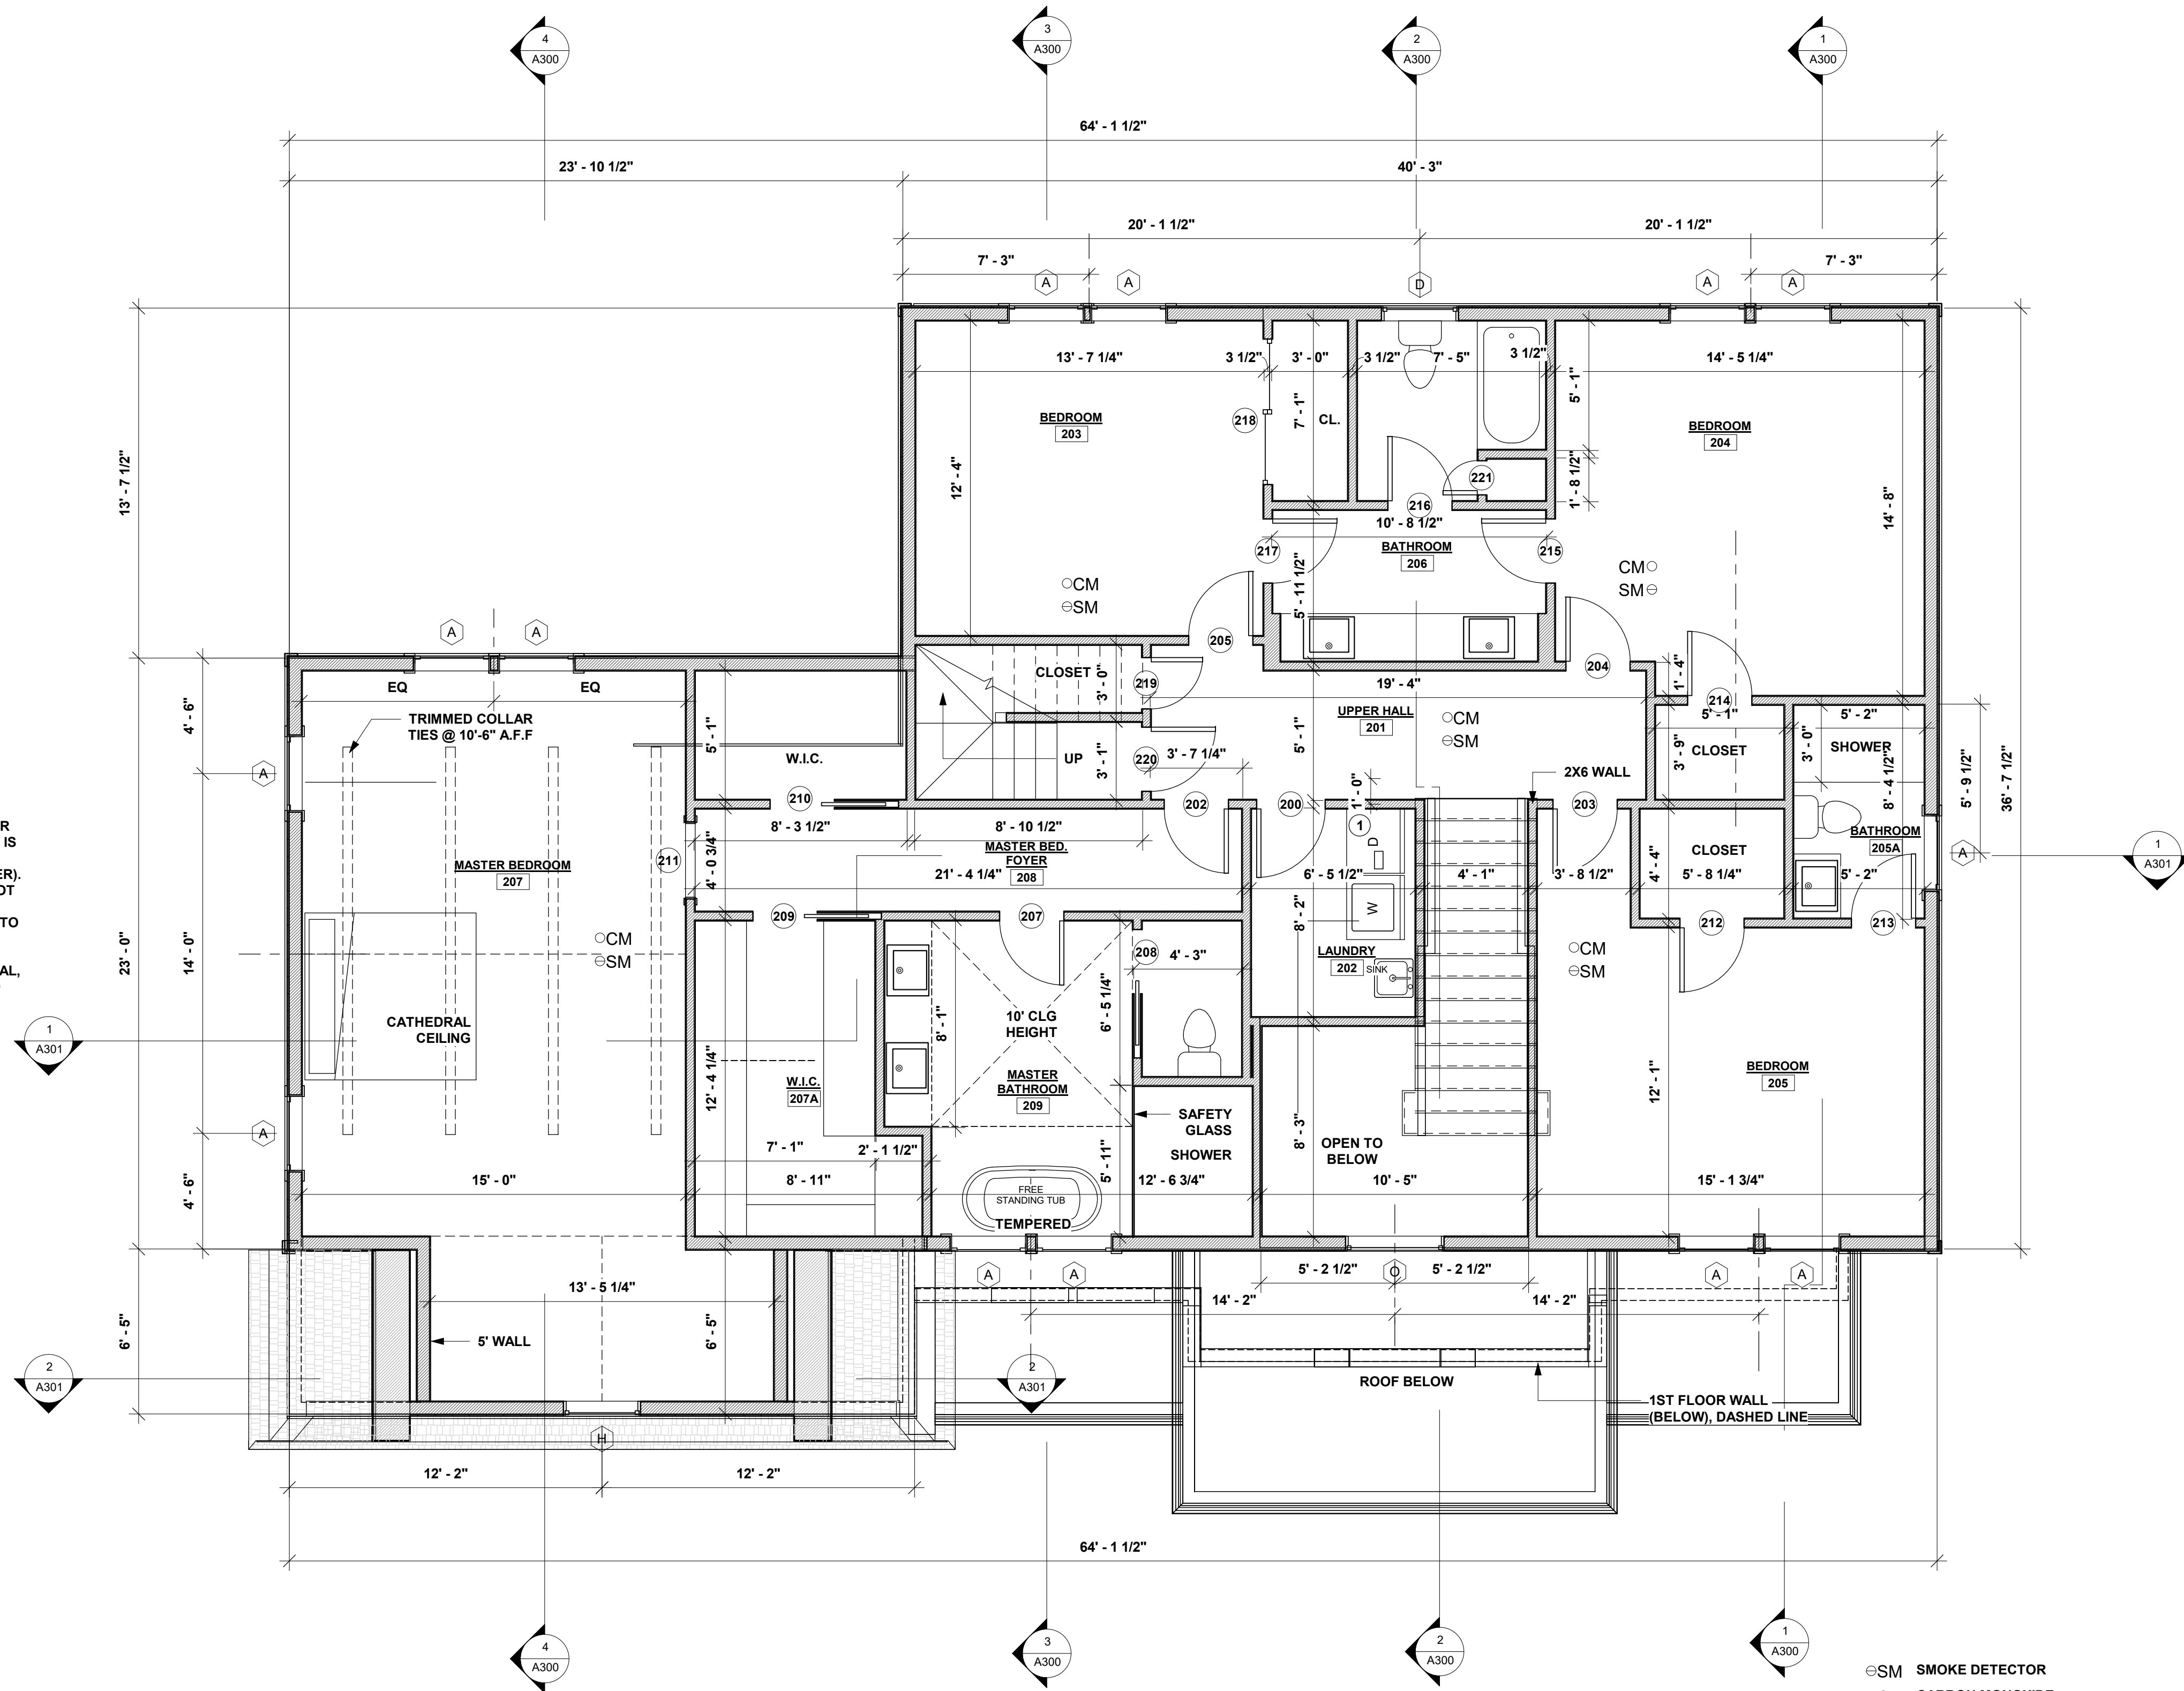 4
A300
3
A300
2
A300
1
A300
64' - 1 1/2"
23' - 10 1/2"
40' - 3"
20' - 1 1/2"
20' - 1 1/2"
7' - 3"
7' - 3"
A
A
D
A
A
13' - 7 1/4"
3 1/2"
3' - 0"
3 1/2"
7' - 5"
3 1/2"
14' - 5 1/4"
5' - 1"
7' - 1"
CL.
BEDROOM
203
218
BEDROOM
204
13' - 7 1/2"
12' - 4"
221
1' - 8 1/2"
14' - 8"
216
10' - 8 1/2"
217
BATHROOM
206
215
5' - 11 1/2"
CM
SM
CM
SM
A
A
205
204
CLOSET
3' - 0"
219
19' - 4"
1' - 4"
214
EQ
EQ
4' - 6"
TRIMMED COLLAR
TIES @ 10'-6" A.F.F
5' - 1"
W.I.C.
UP
3' - 1"
220
3' - 7 1/4"
UPPER HALL
201
CM
SM
5' - 1"
5' - 1"
5' - 2"
3' - 9"
CLOSET
3' - 0"
SHOWER
8' - 4 1/2"
5' - 9 1/2"
36' - 7 1/2"
A
2X6 WALL
210
202
200
1' - 0"
203
1
R
IS
ER).
OT
TO
AL,
8' - 3 1/2"
8' - 10 1/2"
MASTER BED.
FOYER
208
211
4' - 0 3/4"
MASTER BEDROOM
207
21' - 4 1/4"
D
6' - 5 1/2"
4' - 1"
3' - 8 1/2"
4' - 4"
CLOSET
5' - 8 1/4"
BATHROOM
205A
5' - 2"
A
1
A301
209
207
W
8' - 2"
212
213
CM
SM
208
4' - 3"
LAUNDRY
202
SINK
CM
SM
23' - 0"
14' - 0"
1
A301
CATHEDRAL
CEILING
8' - 1"
10' CLG
HEIGHT
6' - 5 1/4"
12' - 4 1/4"
W.I.C.
207A
MASTER
BATHROOM
209
BEDROOM
205
12' - 1"
A
SAFETY
GLASS
SHOWER
8' - 3"
OPEN TO
BELOW
7' - 1"
2' - 1 1/2"
5' - 11"
4' - 6"
15' - 0"
8' - 11"
FREE
STANDING TUB
TEMPERED
12' - 6 3/4"
10' - 5"
15' - 1 3/4"
A
A
5' - 2 1/2"
O
5' - 2 1/2"
A
A
13' - 5 1/4"
14' - 2"
14' - 2"
6' - 5"
5' WALL
6' - 5"
2
A301
2
A301
ROOF BELOW
1ST FLOOR WALL
(BELOW), DASHED LINE
H
12' - 2"
12' - 2"
64' - 1 1/2"
4
A300
3
A300
2
A300
1
A300
SM SMOKE DETECTOR